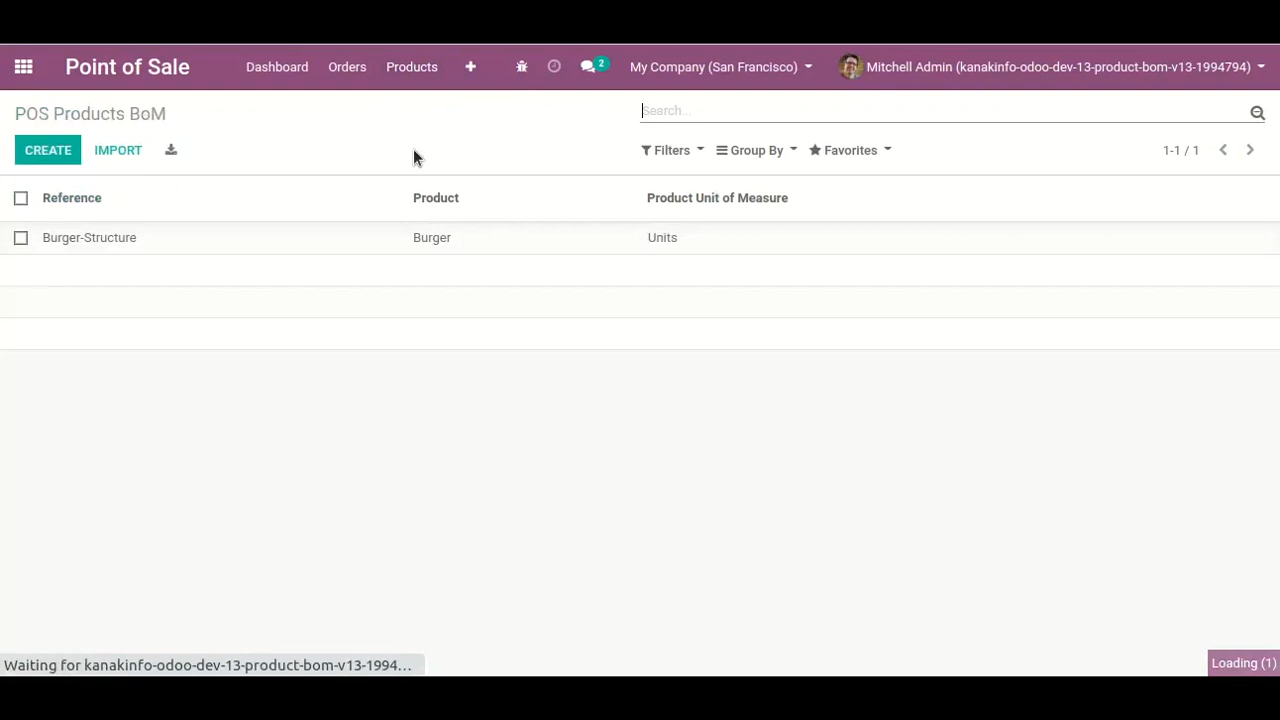 Point of Sale Dashboard Orders Products + 2 My Company (San Francisco) Mitchell Admin (kanakinfo-odoo-dev-13-product-bom-v13-1994794)
POS Products BoM Search...
CREATE IMPORT Filters Group By Favorites 1-1 / 1
Reference Product Product Unit of Measure
Burger-Structure Burger Units
Waiting for kanakinfo-odoo-dev-13-product-bom-v13-1994... Loading (1)